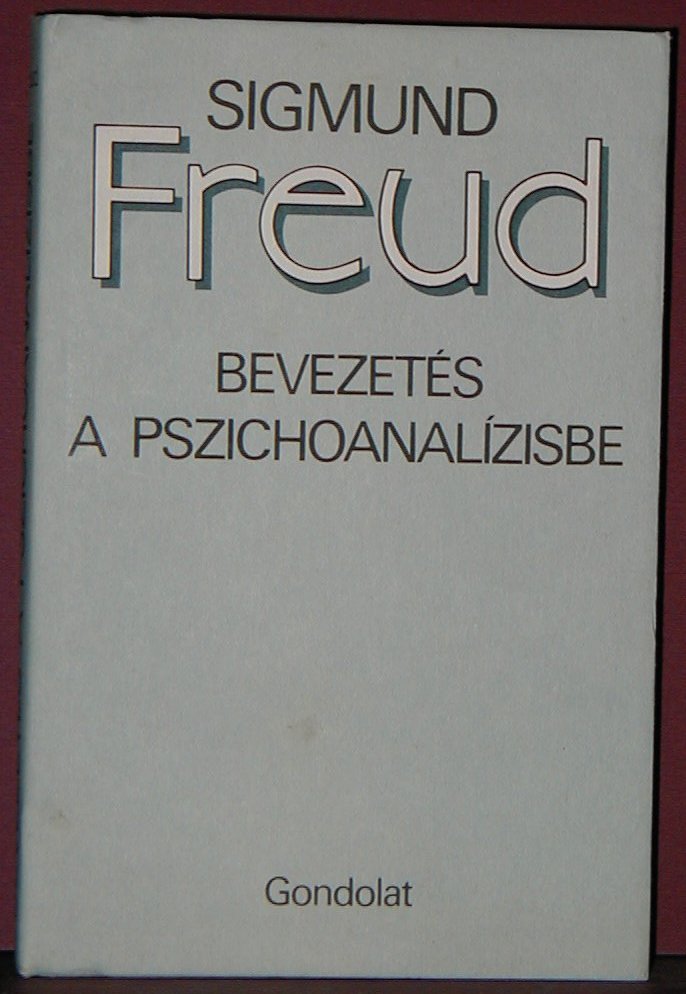 SIGMUND
Freud
BEVEZETÉS
A PSZICHOANALÍZISBE
Gondolat